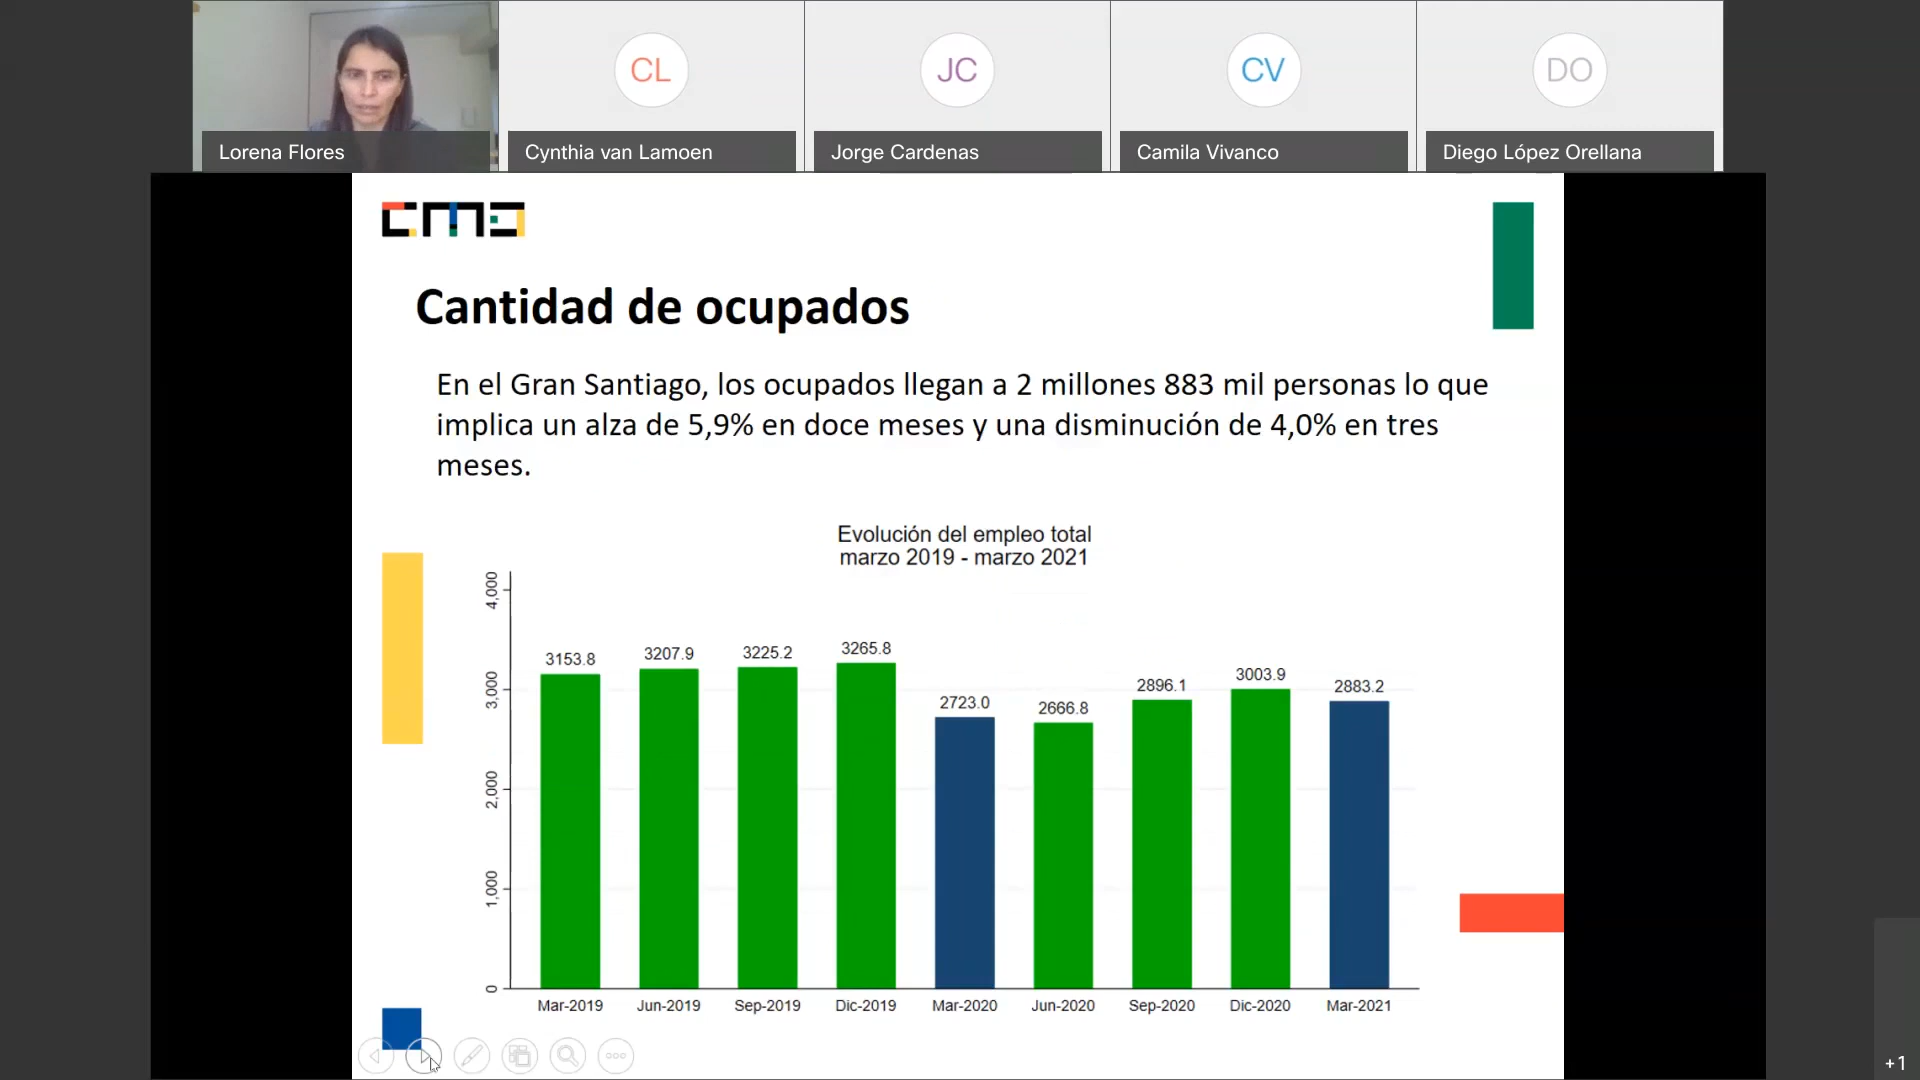 CL
JC
CV
DO
Lorena Flores
Cynthia van Lamoen
Jorge Cardenas
Camila Vivanco
Diego López Orellana
Cantidad de ocupados
En el Gran Santiago, los ocupados llegan a 2 millones 883 mil personas lo que
implica un alza de 5,9% en doce meses y una disminución de 4,0% en tres
meses.
Evolución del empleo total
marzo 2019 - marzo 2021
4,000
3,000
2,000
1,000
0
3153.8
3207.9
3225.2
3265.8
2723.0
2666.8
2896.1
3003.9
2883.2
Mar-2019
Jun-2019
Sep-2019
Dic-2019
Mar-2020
Jun-2020
Sep-2020
Dic-2020
Mar-2021
+1